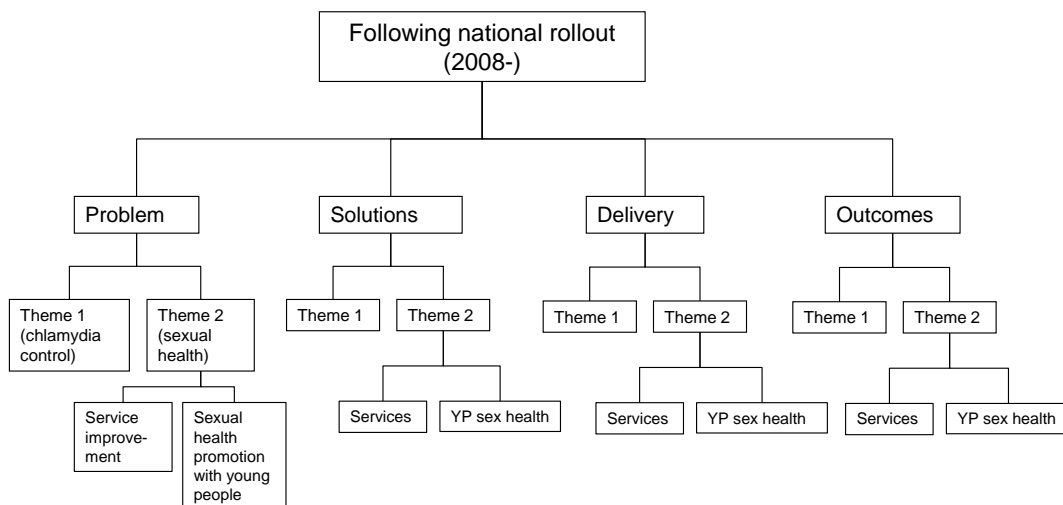 Following national rollout
(2008-)
Problem
Solutions
Delivery
Outcomes
Theme 1
(chlamydia
control)
Theme 2
(sexual
health)
Theme 1
Theme 2
Theme 1
Theme 2
Theme 1
Theme 2
Service
improve-
ment
Sexual
health
promotion
with young
people
Services
YP sex health
Services
YP sex health
Services
YP sex health